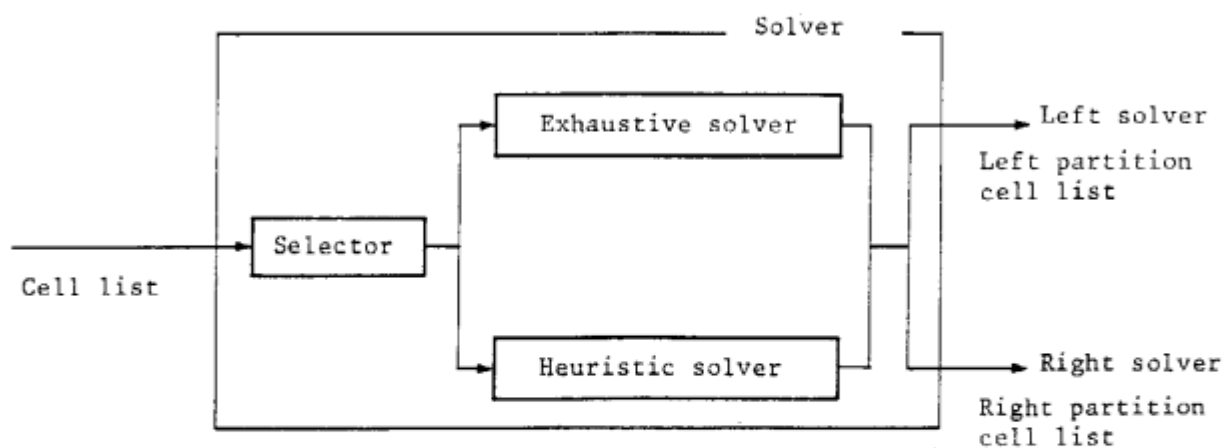 Solver
Exhaustive solver
Left solver
Left partition
cell list
Selector
Cell list
Heuristic solver
Right solver
Right partition
cell list